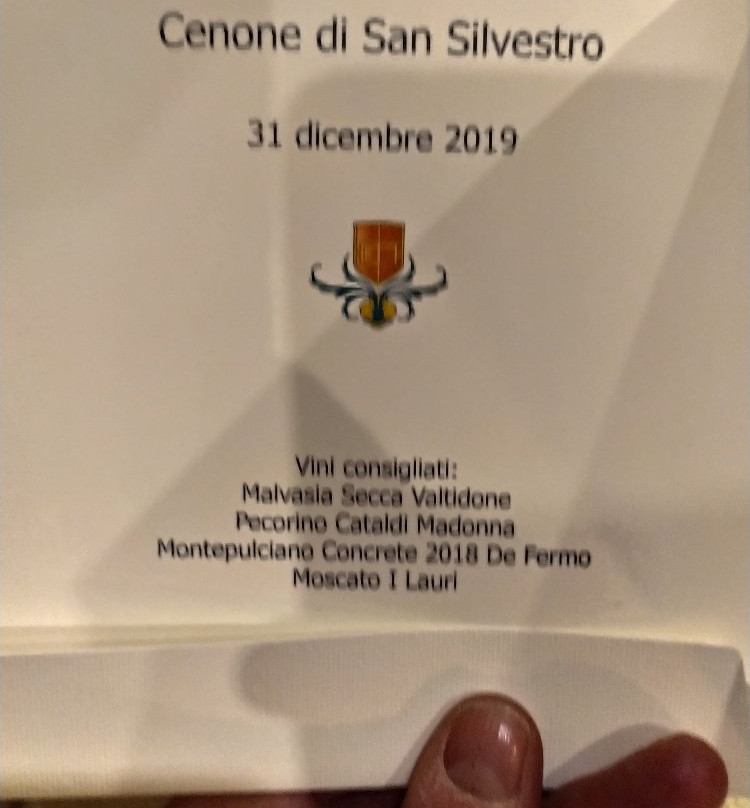 Cenone di San Silvestro
31 dicembre 2019
Vini consigliati:
Malvasia Secca Valtidone
Pecorino Cataldi Madonna
Montepulciano Concrete 2018 De Fermo
Moscato I Lauri